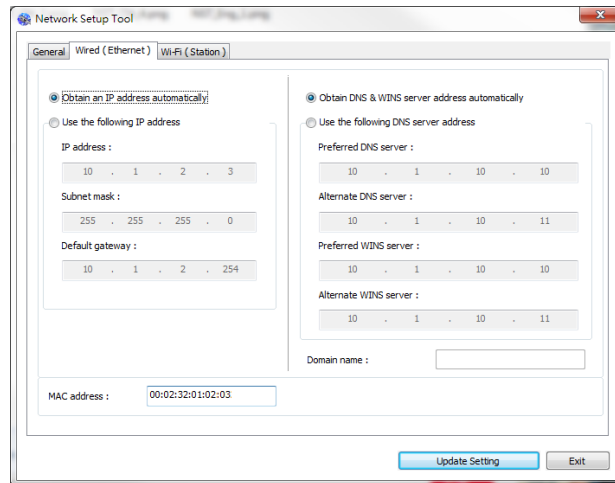 Network Setup Tool
General
Wired ( Ethernet )
Wi-Fi ( Station )
Obtain an IP address automatically
Use the following IP address
IP address :
10 . 1 . 2 . 3
Subnet mask :
255 . 255 . 255 . 0
Default gateway :
10 . 1 . 2 . 254
Obtain DNS & WINS server address automatically
Use the following DNS server address
Preferred DNS server :
10 . 1 . 10 . 10
Alternate DNS server :
10 . 1 . 10 . 11
Preferred WINS server :
10 . 1 . 10 . 10
Alternate WINS server :
10 . 1 . 10 . 11
Domain name :
MAC address :
00:02:32:01:02:03
Update Setting
Exit